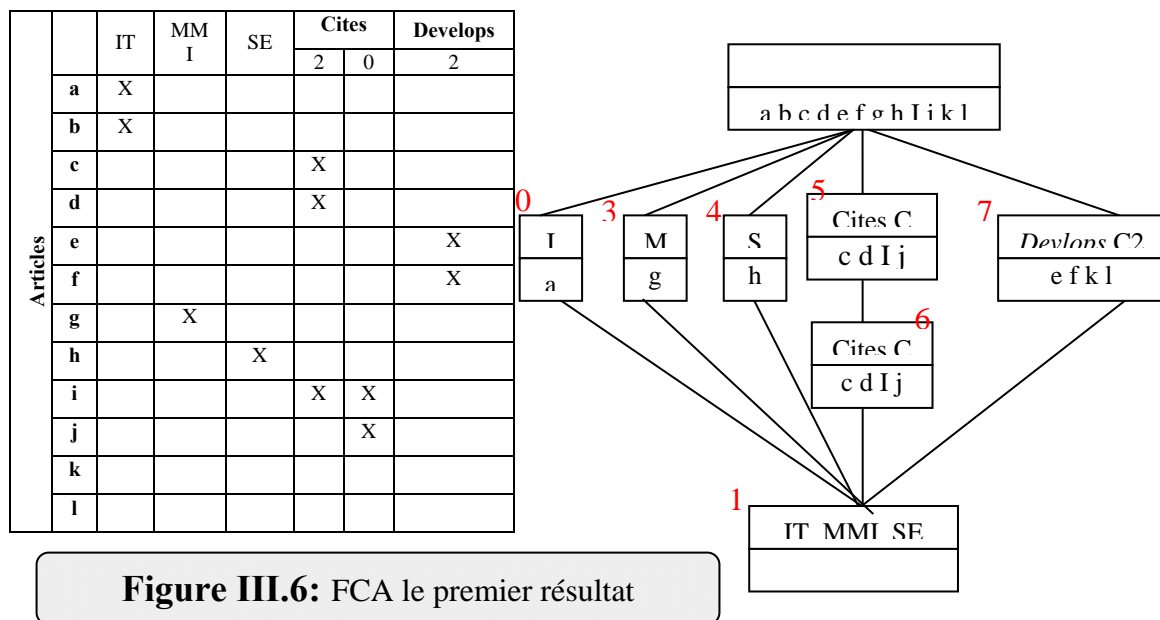 Articles
IT MM I SE Cites Develops
2 0 2
a X
b X
c X
d X
e X
f X
g X
h X
i X X
j X
k
l
a b c d e f g h I j k l
0
I
a
3
M
g
4
S
h
5
Cites C
c d I j
6
Cites C
c d I j
7
Devlops C2
e f k l
1
IT MMI SE
Figure III.6: FCA le premier résultat